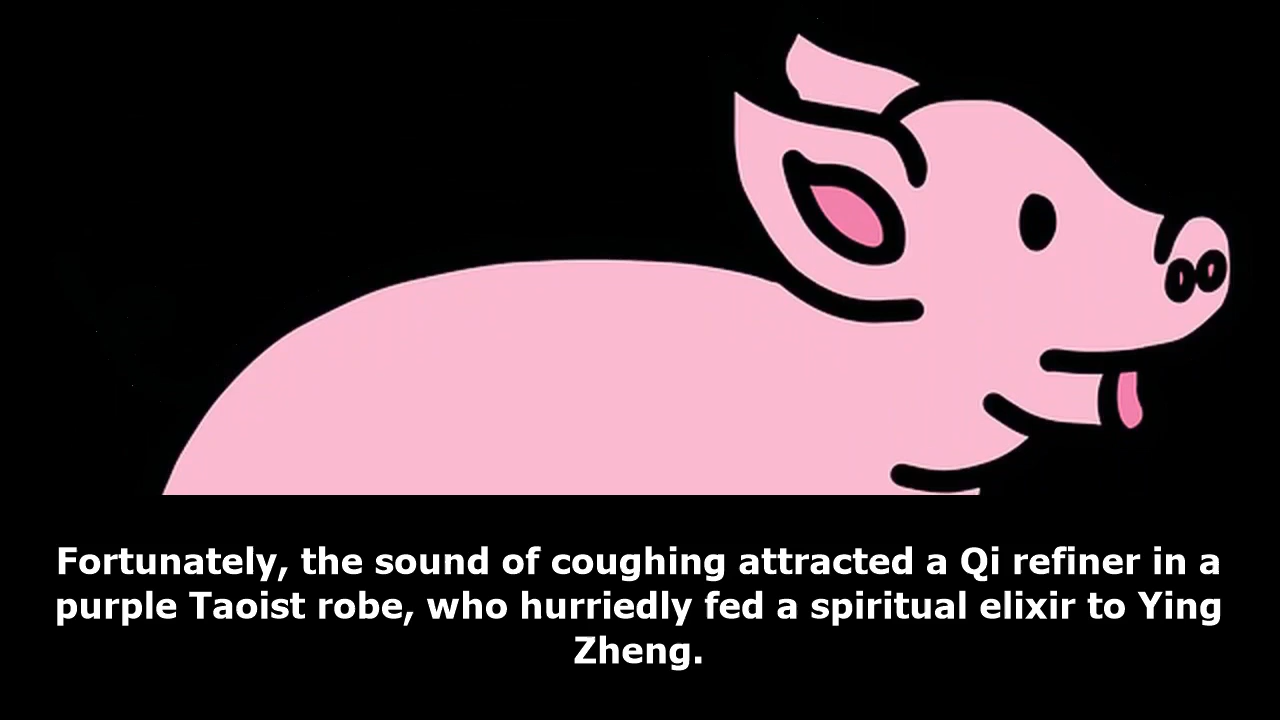 Fortunately, the sound of coughing attracted a Qi refiner in a
purple Taoist robe, who hurriedly fed a spiritual elixir to Ying
Zheng.